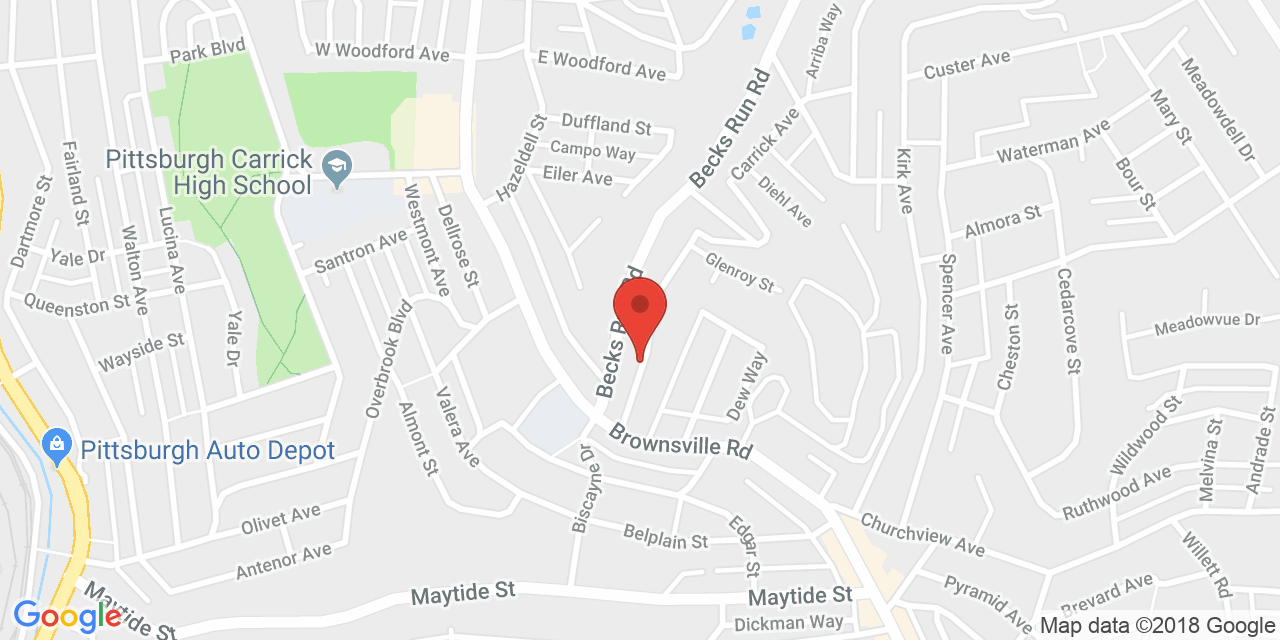 Park Blvd
W Woodford Ave
E Woodford Ave
Becks Run Rd
Arriba Way
Custer Ave
Meadowdell Dr
Mary St
Duffland St
Campo Way
Eiler Ave
Hazeldell St
Carrick Ave
Diehl Ave
Kirk Ave
Waterman Ave
Bour St
Pittsburgh Carrick
High School
Fairland St
Dartmore St
Lucina Ave
Walton Ave
Westmont Ave
Dellrose St
Santron Ave
Yale Dr
Queenston St
Wayside St
Yale Dr
Glenroy St
Almora St
Spencer Ave
Cedarcove St
Cheston St
Meadowvue Dr
Overbrook Blvd
Becks R
d
Dew Way
Almont St
Valera Ave
Brownsville Rd
Pittsburgh Auto Depot
Wildwood St
Melvina St
Andrade St
Ruthwood Ave
Biscayne Dr
Olivet Ave
Antenor Ave
Belplain St
Edgar St
Churchview Ave
Willett Rd
Maytide St
Maytide St
Maytide St
Pyramid Ave
Brevard Ave
Dickman Way
Google
Map data ©2018 Google